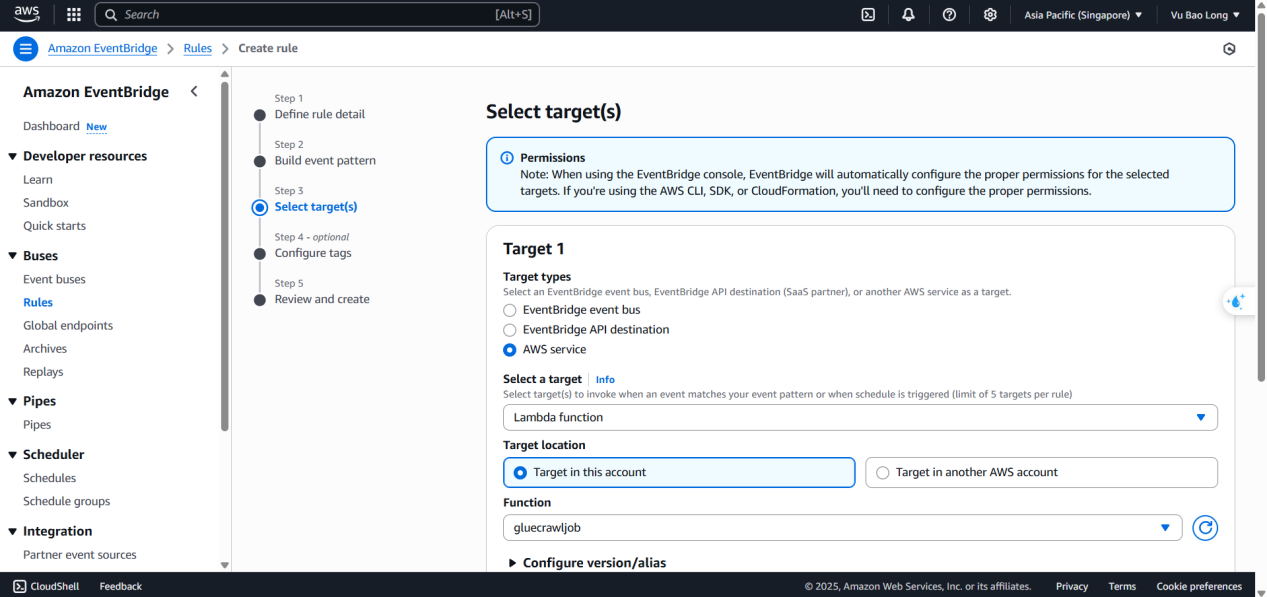 aws
Search [Alt+S]
Asia Pacific (Singapore)
Vu Bao Long
Amazon EventBridge
Rules
Create rule
Amazon EventBridge
Dashboard New
Developer resources
Learn
Sandbox
Quick starts
Buses
Event buses
Rules
Global endpoints
Archives
Replays
Pipes
Pipes
Scheduler
Schedules
Schedule groups
Integration
Partner event sources
Step 1
Define rule detail
Step 2
Build event pattern
Step 3
Select target(s)
Step 4 - optional
Configure tags
Step 5
Review and create
Select target(s)
Permissions
Note: When using the EventBridge console, EventBridge will automatically configure the proper permissions for the selected
targets. If you're using the AWS CLI, SDK, or CloudFormation, you'll need to configure the proper permissions.
Target 1
Target types
Select an EventBridge event bus, EventBridge API destination (SaaS partner), or another AWS service as a target.
EventBridge event bus
EventBridge API destination
AWS service
Select a target Info
Select target(s) to invoke when an event matches your event pattern or when schedule is triggered (limit of 5 targets per rule)
Lambda function
Target location
Target in this account
Target in another AWS account
Function
gluecrawljob
Configure version/alias
CloudShell
Feedback
© 2025, Amazon Web Services, Inc. or its affiliates.
Privacy
Terms
Cookie preferences